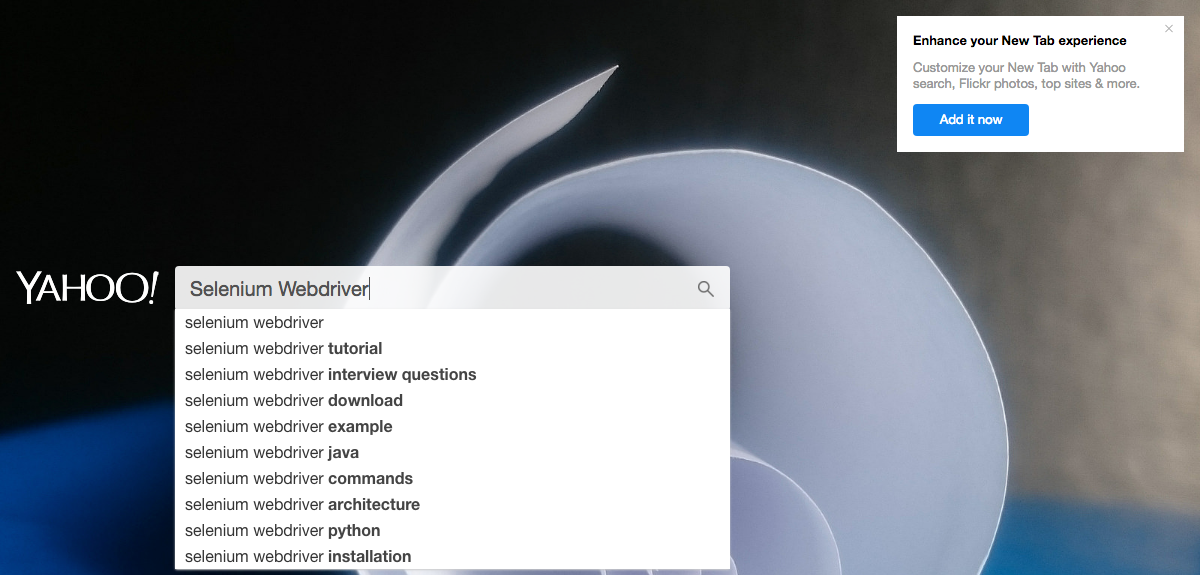 Enhance your New Tab experience
Customize your New Tab with Yahoo
search, Flickr photos, top sites & more.
Add it now
YAHOO!
Selenium Webdriver
selenium webdriver
selenium webdriver tutorial
selenium webdriver interview questions
selenium webdriver download
selenium webdriver example
selenium webdriver java
selenium webdriver commands
selenium webdriver architecture
selenium webdriver python
selenium webdriver installation